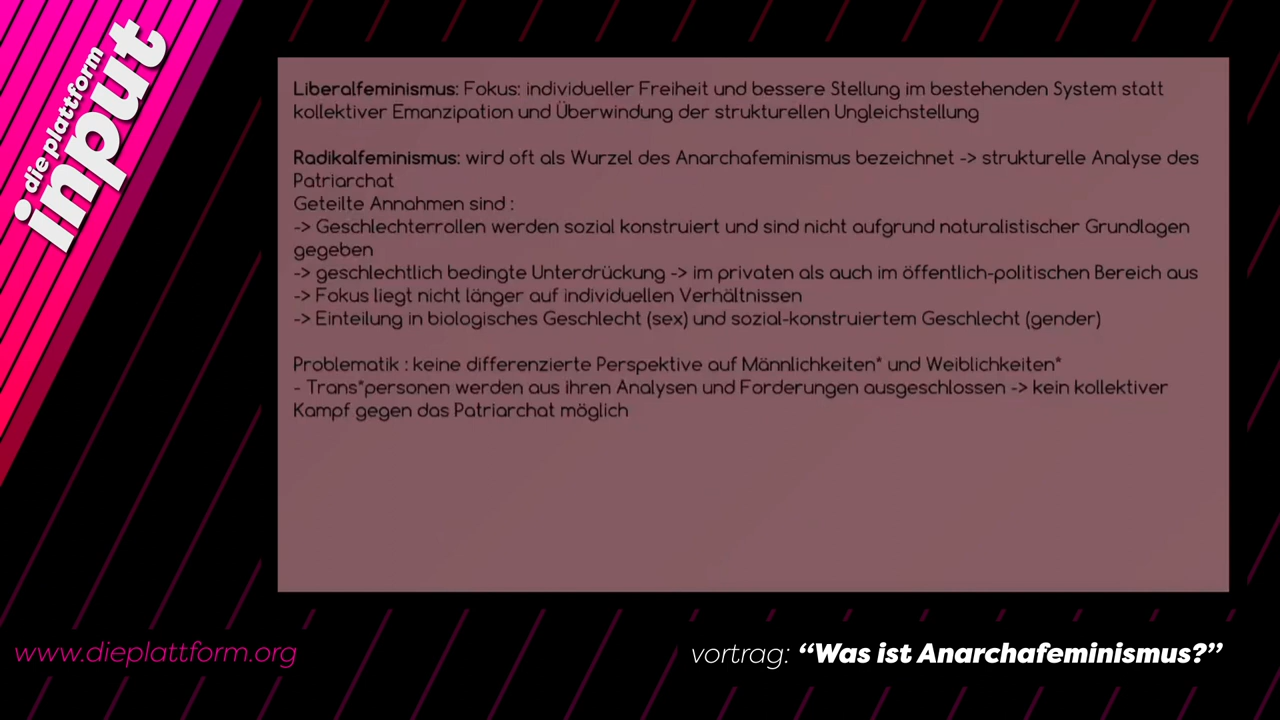 die plattform
input
Liberalfeminismus: Fokus: individueller Freiheit und bessere Stellung im bestehenden System statt
kollektiver Emanzipation und Überwindung der strukturellen Ungleichstellung
Radikalfeminismus: wird oft als Wurzel des Anarchafeminismus bezeichnet -> strukturelle Analyse des
Patriarchat
Geteilte Annahmen sind :
-> Geschlechterrollen werden sozial konstruiert und sind nicht aufgrund naturalistischer Grundlagen
gegeben
-> geschlechtlich bedingte Unterdrückung -> im privaten als auch im öffentlich-politischen Bereich aus
-> Fokus liegt nicht länger auf individuellen Verhältnissen
-> Einteilung in biologisches Geschlecht (sex) und sozial-konstruiertem Geschlecht (gender)
Problematik : keine differenzierte Perspektive auf Männlichkeiten* und Weiblichkeiten*
- Trans*personen werden aus ihren Analysen und Forderungen ausgeschlossen -> kein kollektiver
Kampf gegen das Patriarchat möglich
www.dieplattform.org
vortrag: “Was ist Anarchafeminismus?”